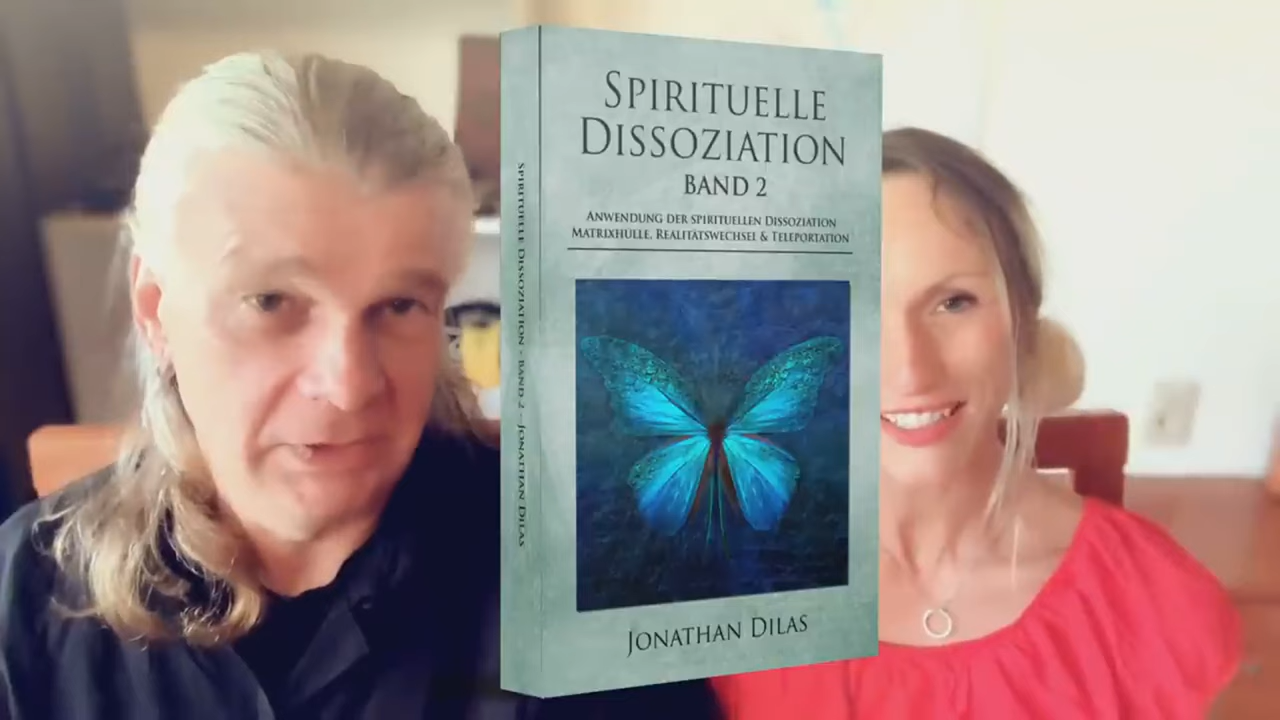 Spirituelle
Dissoziation
Band 2
Anwendung der spirituellen Dissoziation
Matrixhülle, Realitätswechsel & Teleportation
Jonathan Dilas
Spirituelle Dissoziation - Band 2 - Jonathan Dilas